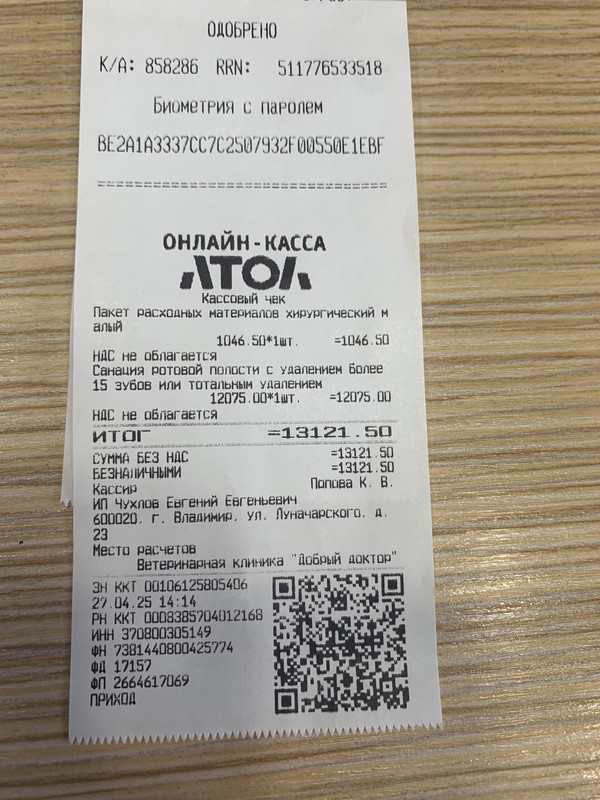 ОДОБРЕНО
К/А: 858286 RRN: 511776533518
Биометрия с паролем
BE2A1A3337CC7C2507932F00550E1EBF
================================
ОНЛАЙН-КАССА
АТОЛ
Кассовый чек
Пакет расходных материалов хирургический м
алый
1046.50*1шт. =1046.50
НДС не облагается
Санация ротовой полости с удалением более
15 зубов или тотальным удалением
12075.00*1шт. =12075.00
НДС не облагается
ИТОГ =13121.50
СУММА БЕЗ НДС =13121.50
БЕЗНАЛИЧНЫМИ =13121.50
Кассир Попова К. В.
ИП Чухлов Евгений Евгеньевич
600020, г. Владимир, ул. Луначарского, д.
23
Место расчетов
Ветеринарная клиника "Добрый доктор"
ЗН ККТ 00106125805406
27.04.25 14:14
РН ККТ 0008385704012168
ИНН 370800305149
ФН 7381440800425774
ФД 17157
ФП 2664617069
ПРИХОД